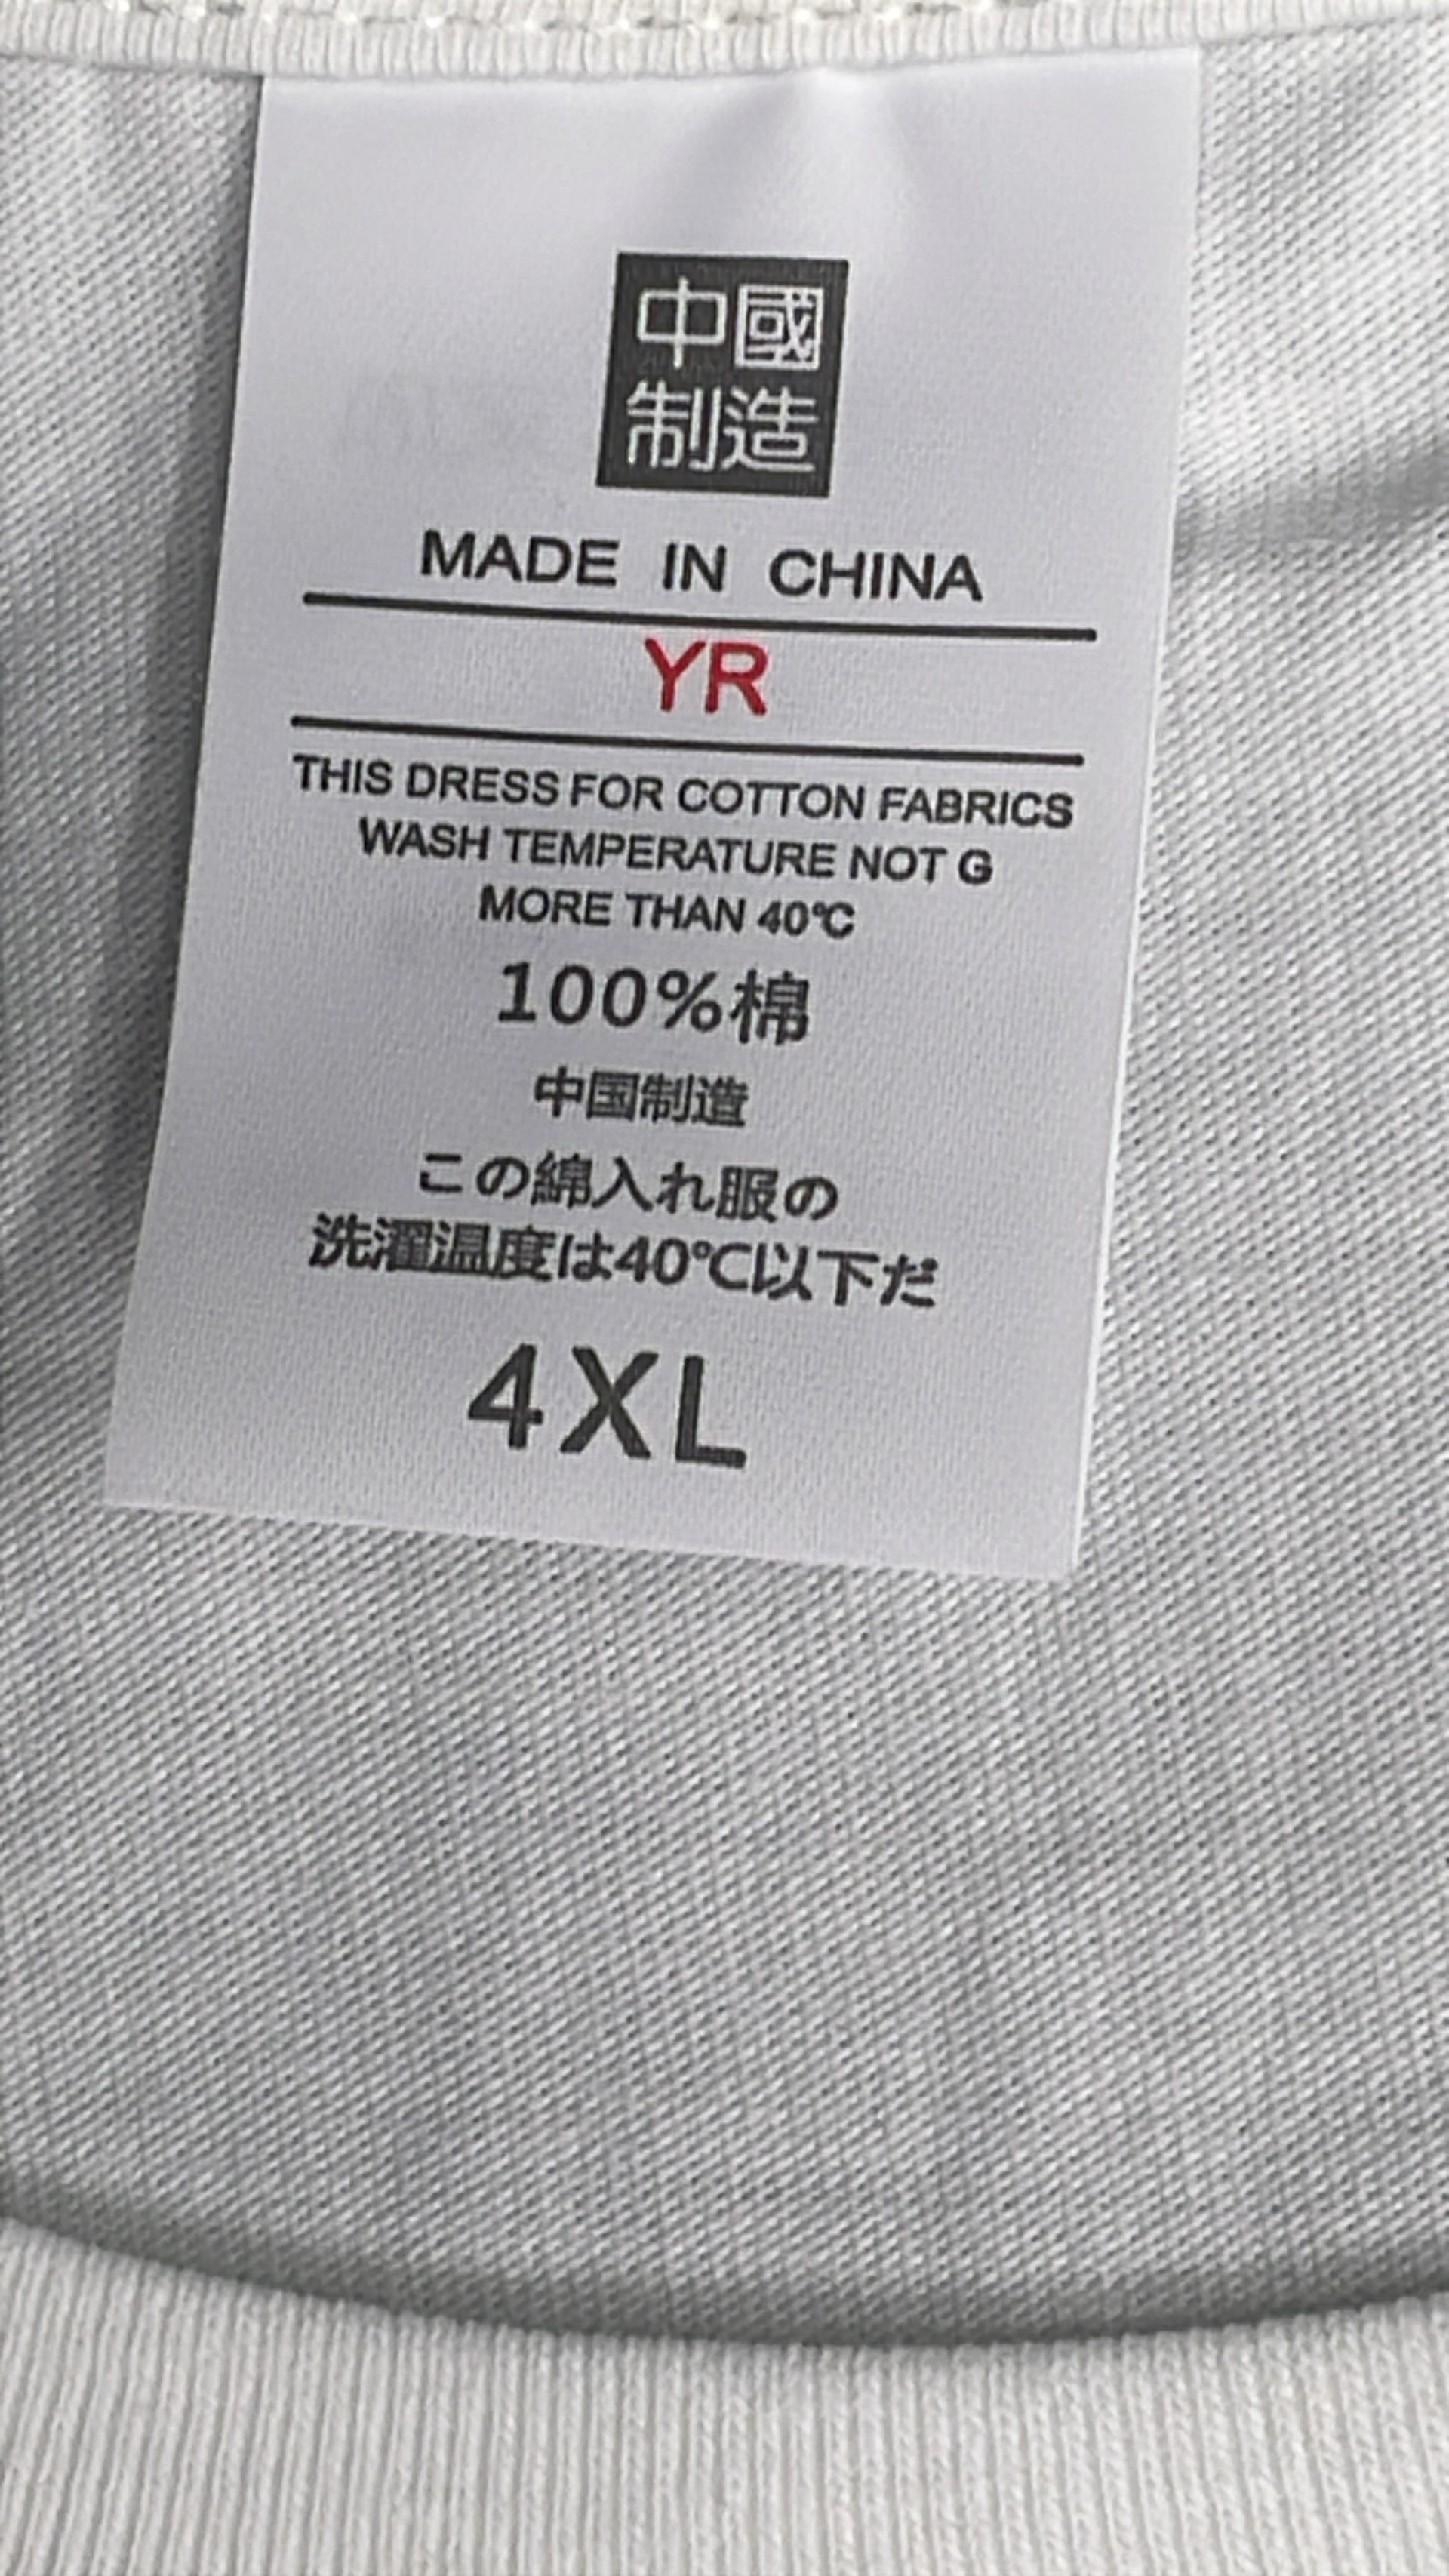 中國
制造
MADE IN CHINA
YR
THIS DRESS FOR COTTON FABRICS
WASH TEMPERATURE NOT G
MORE THAN 40℃
100%棉
中国制造
この綿入れ服の
洗濯温度は40℃以下だ
4XL